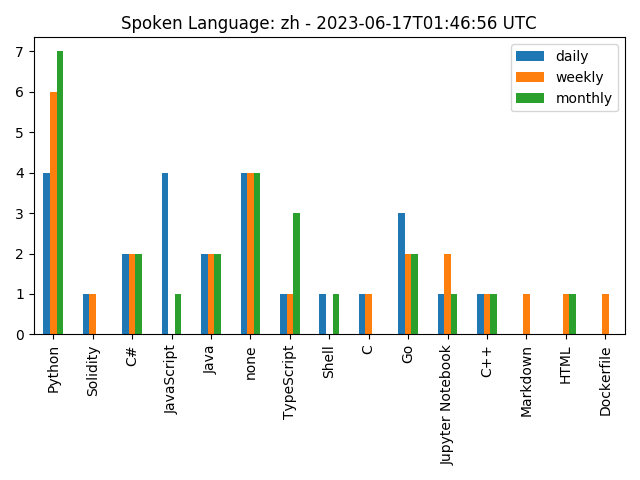 Spoken Language: zh - 2023-06-17T01:46:56 UTC
daily
weekly
monthly
7
6
5
4
3
2
1
0
Python
Solidity
C#
JavaScript
Java
none
TypeScript
Shell
C
Go
Jupyter Notebook
C++
Markdown
HTML
Dockerfile